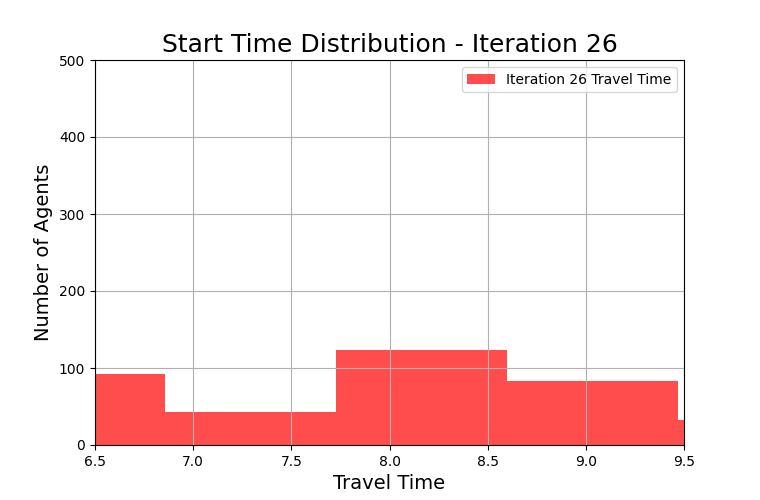 Start Time Distribution - Iteration 26
Iteration 26 Travel Time
Number of Agents
500
400
300
200
100
0
6.5 7.0 7.5 8.0 8.5 9.0 9.5
Travel Time